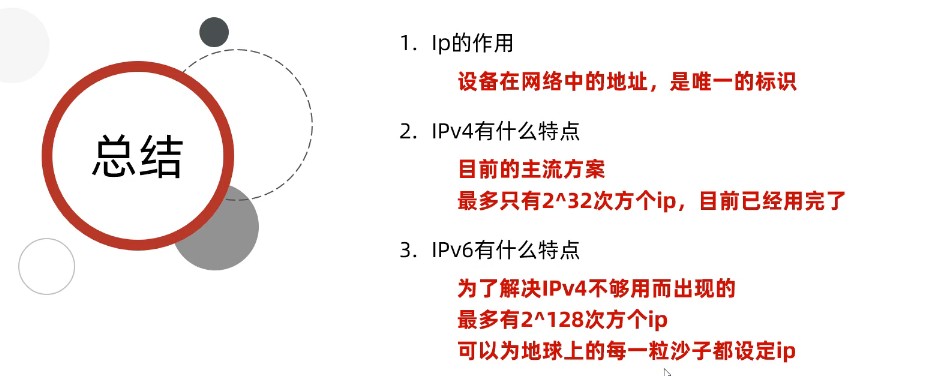 总结
1. Ip的作用
设备在网络中的地址，是唯一的标识
2. IPv4有什么特点
目前的主流方案
最多只有2^32次方个ip，目前已经用完了
3. IPv6有什么特点
为了解决IPv4不够用而出现的
最多有2^128次方个ip
可以为地球上的每一粒沙子都设定ip